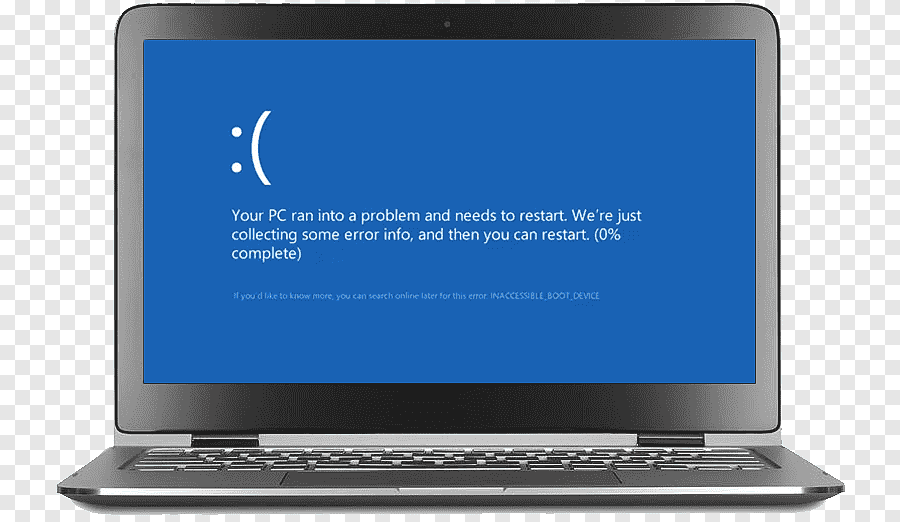 :(
Your PC ran into a problem and needs to restart. We're just
collecting some error info, and then you can restart. (0%
complete)
If you'd like to know more, you can search online later for this error: INACCESSIBLE_BOOT_DEVICE